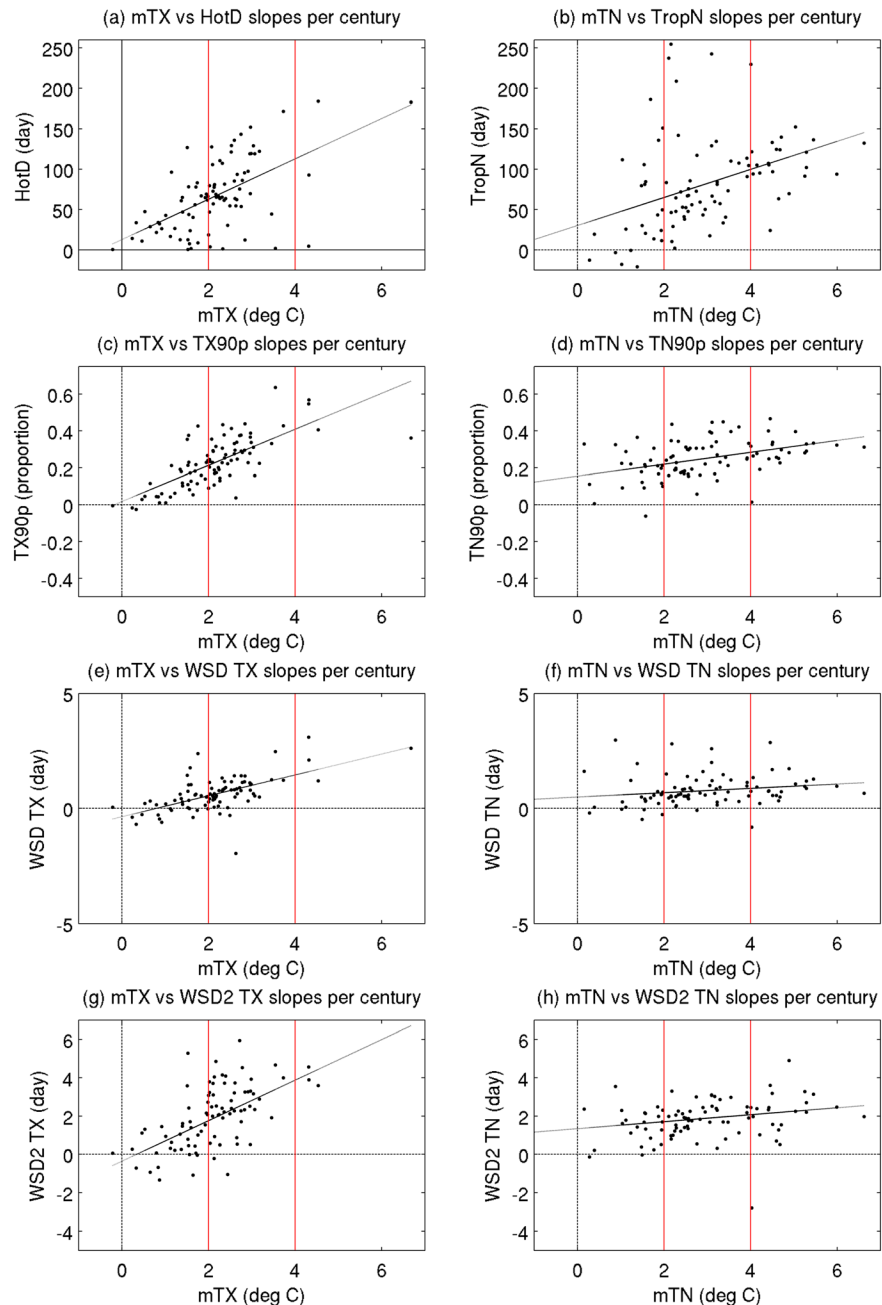 (a) mTX vs HotD slopes per century
HotD (day)
250
200
150
100
50
0
0 2 4 6
mTX (deg C)
(b) mTN vs TropN slopes per century
TropN (day)
250
200
150
100
50
0
0 2 4 6
mTN (deg C)
(c) mTX vs TX90p slopes per century
TX90p (proportion)
0.6
0.4
0.2
0
-0.2
-0.4
0 2 4 6
mTX (deg C)
(d) mTN vs TN90p slopes per century
TN90p (proportion)
0.6
0.4
0.2
0
-0.2
-0.4
0 2 4 6
mTN (deg C)
(e) mTX vs WSD TX slopes per century
WSD TX (day)
5
0
-5
0 2 4 6
mTX (deg C)
(f) mTN vs WSD TN slopes per century
WSD TN (day)
5
0
-5
0 2 4 6
mTN (deg C)
(g) mTX vs WSD2 TX slopes per century
WSD2 TX (day)
6
4
2
0
-2
-4
0 2 4 6
mTX (deg C)
(h) mTN vs WSD2 TN slopes per century
WSD2 TN (day)
6
4
2
0
-2
-4
0 2 4 6
mTN (deg C)